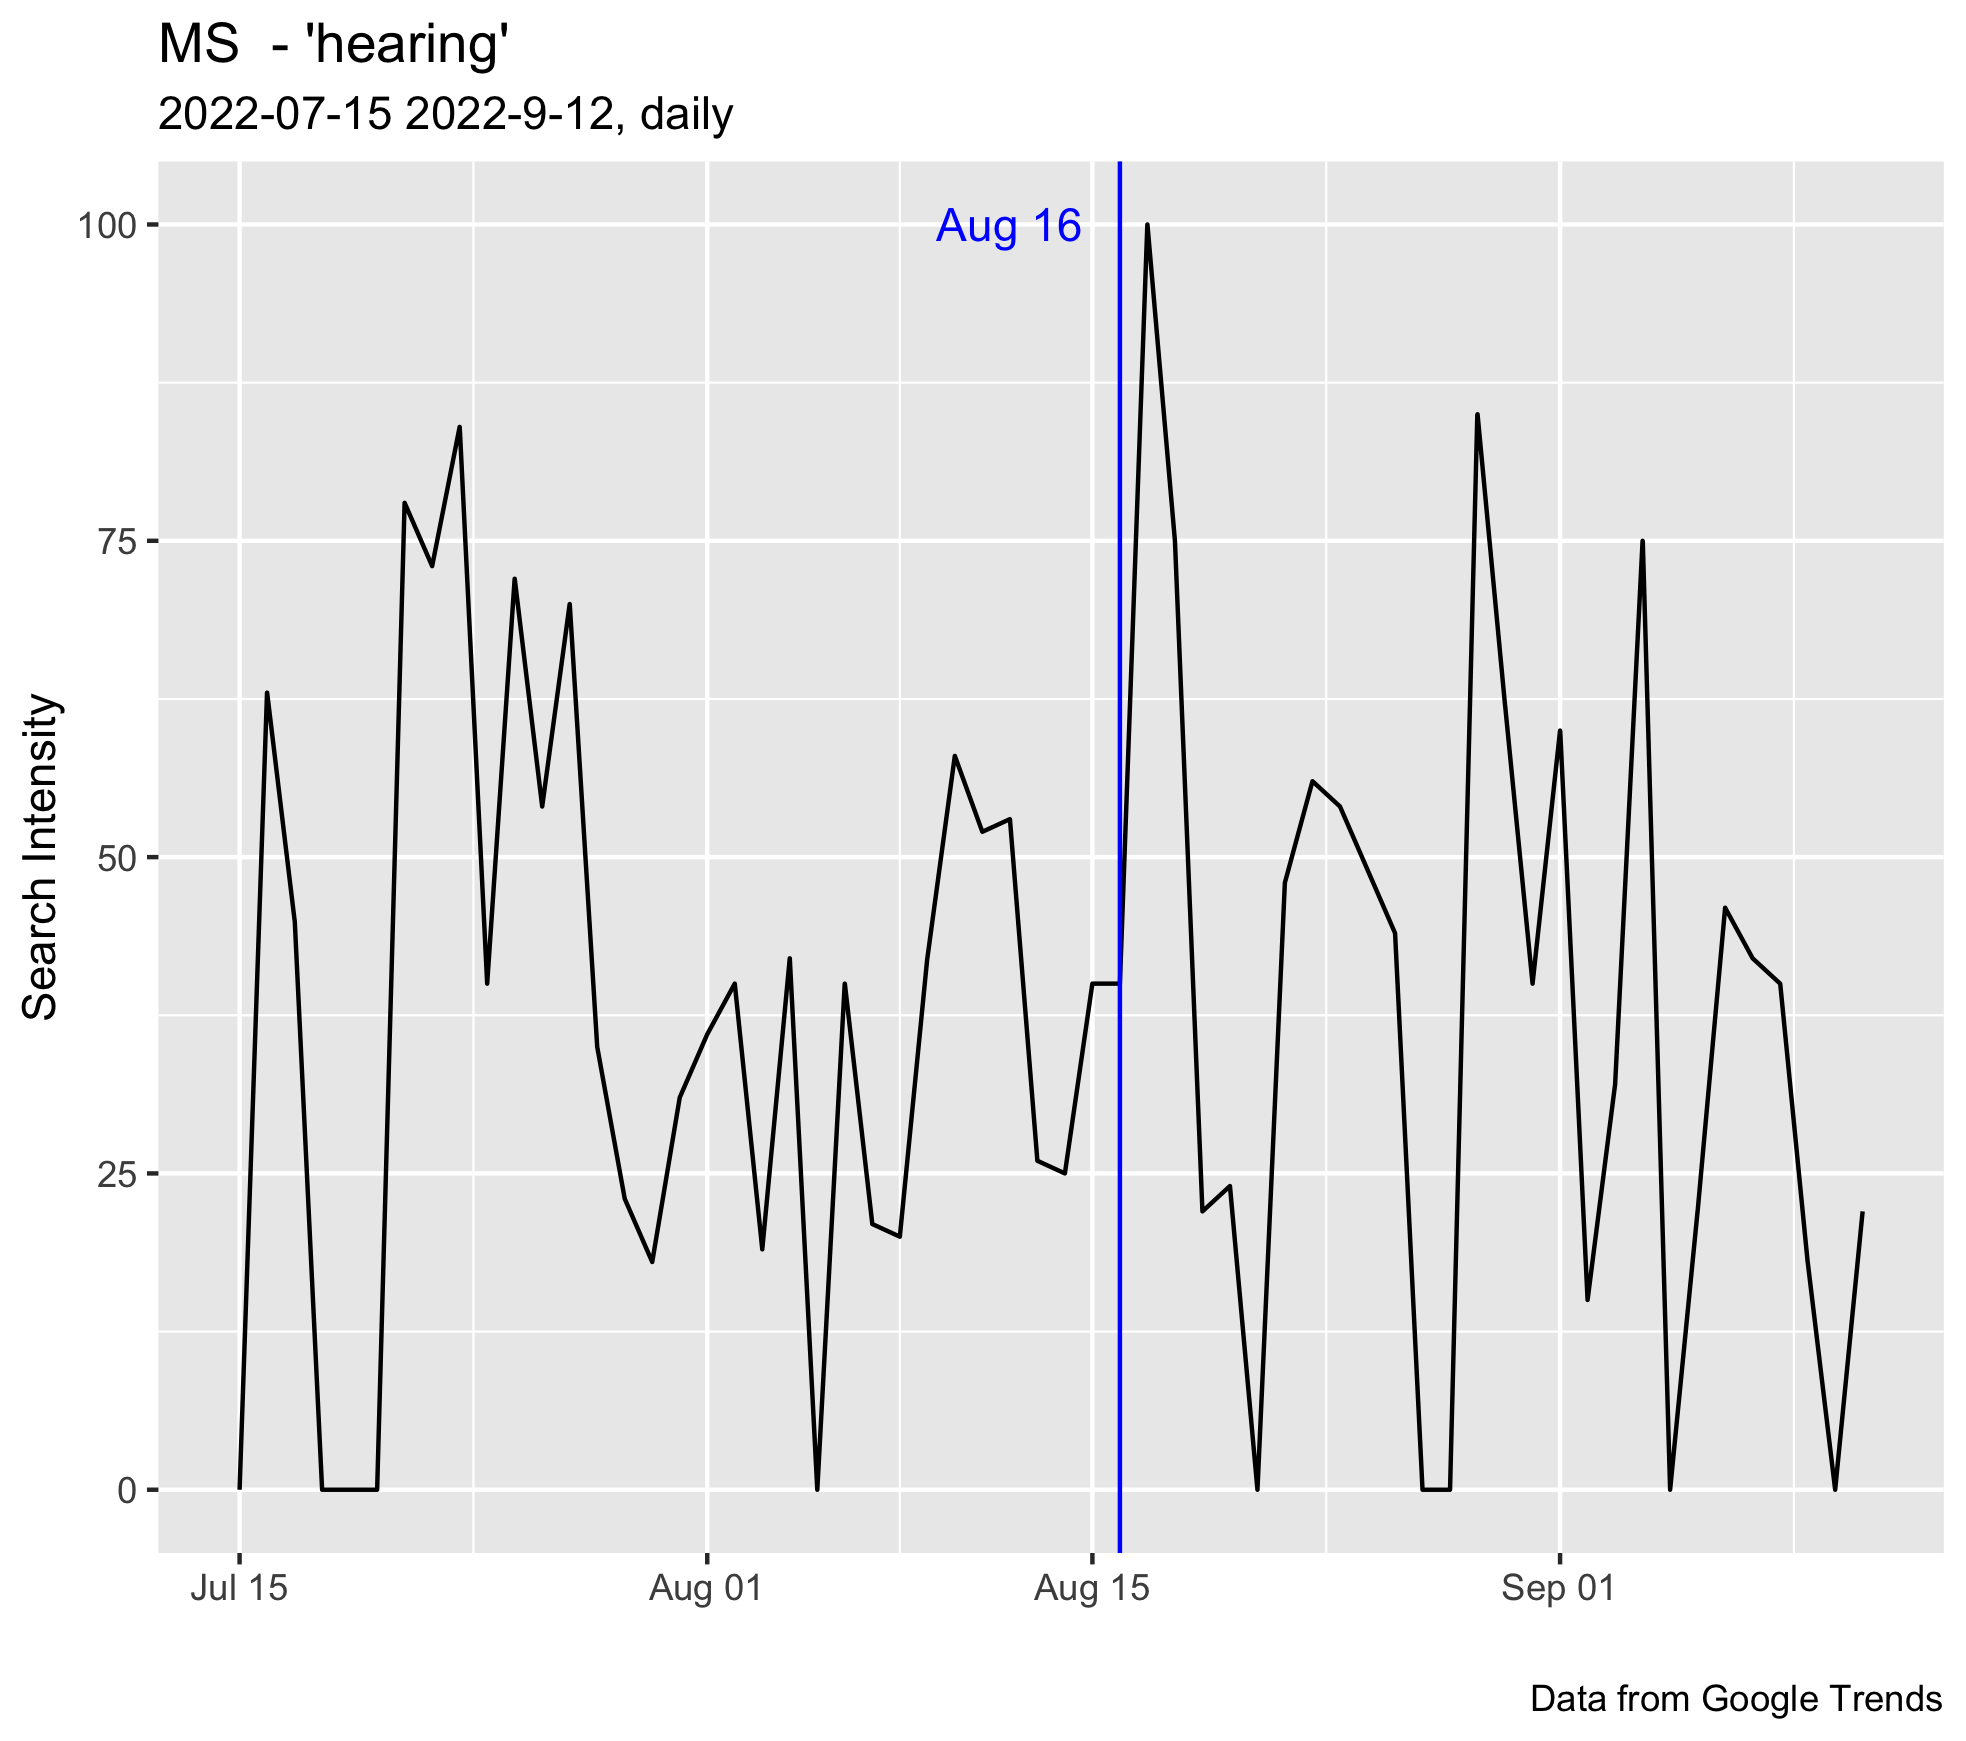 MS  - 'hearing'
2022-07-15 2022-9-12, daily
Aug 16
100
75
50
25
0
Search Intensity
Jul 15
Aug 01
Aug 15
Sep 01
Data from Google Trends